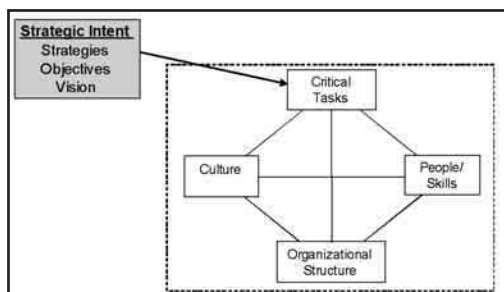 Strategic Intent
Strategies
Objectives
Vision
Critical
Tasks
Culture
People/
Skills
Organizational
Structure